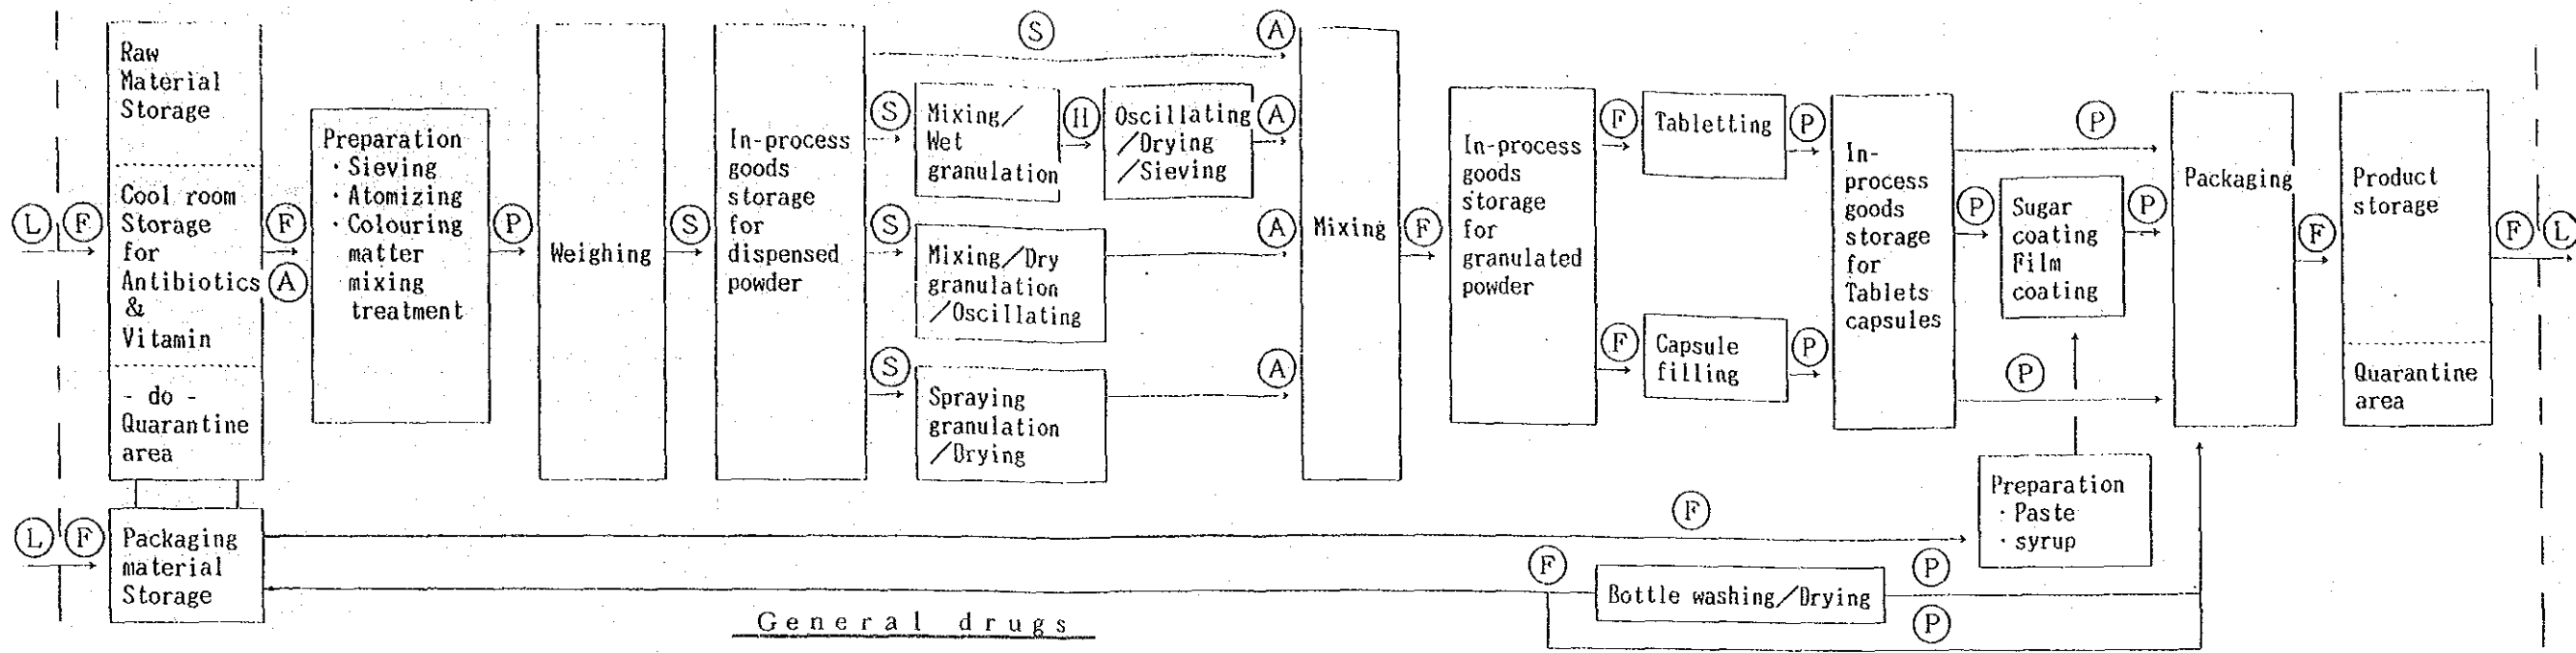 L
F
Raw
Material
Storage
Cool room
Storage
for
Antibiotics
&
Vitamin
- do -
Quarantine
area
F
A
Preparation
・Sieving
・Atomizing
・Colouring
matter
mixing
treatment
P
Weighing
S
In-process
goods
storage
for
dispensed
powder
S
A
S
Mixing/
Wet
granulation
H
Oscillating
/Drying
/Sieving
A
S
Mixing/Dry
granulation
/Oscillating
A
S
Spraying
granulation
/Drying
A
Mixing
F
In-process
goods
storage
for
granulated
powder
F
Tabletting
P
F
Capsule
filling
P
In-
process
goods
storage
for
Tablets
capsules
P
P
Sugar
coating
Film
coating
P
P
Packaging
F
Product
storage
Quarantine
area
F
L
L
F
Packaging
material
Storage
F
Preparation
・Paste
・syrup
F
Bottle washing/Drying
P
P
General drugs